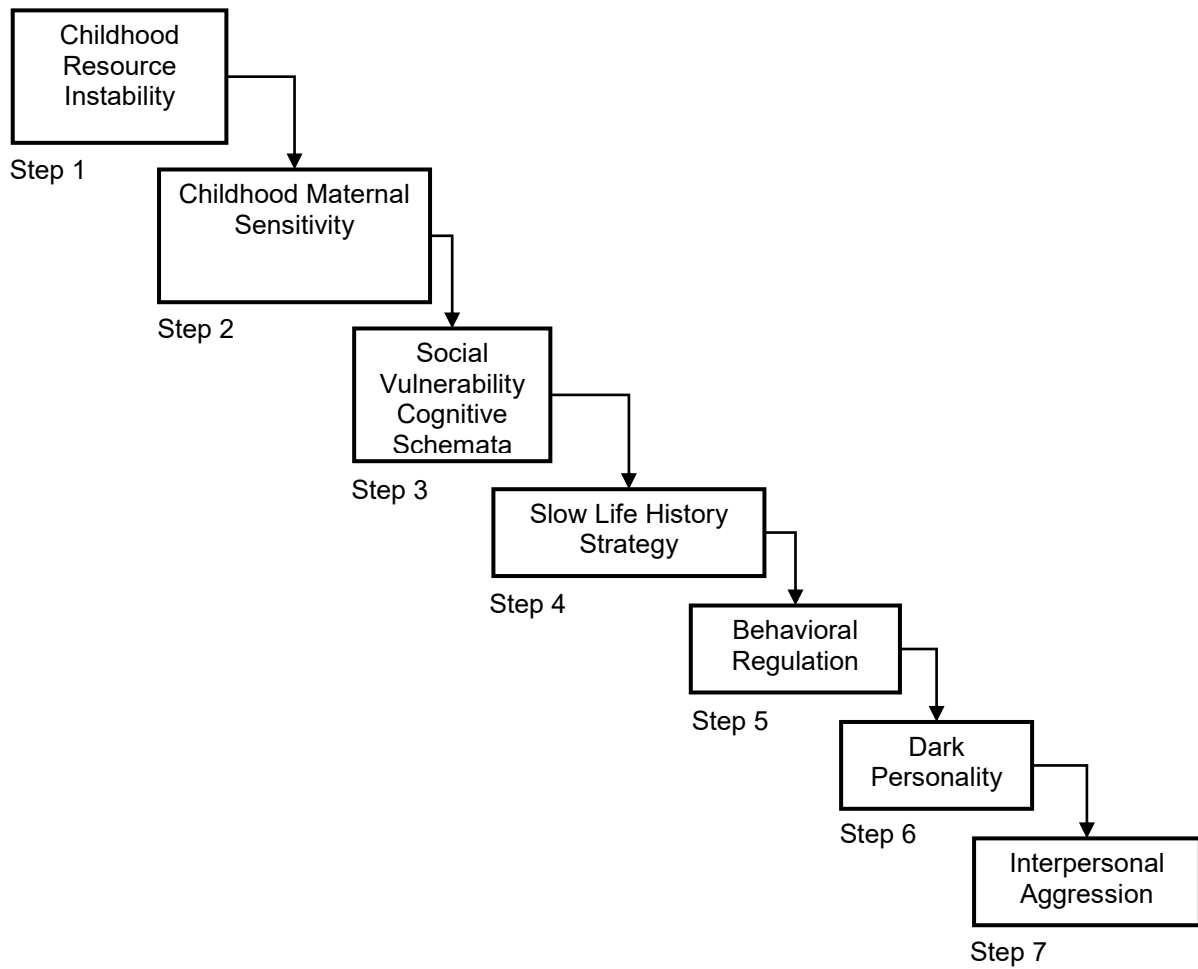 Childhood
Resource
Instability
Step 1
Childhood Maternal
Sensitivity
Step 2
Social
Vulnerability
Cognitive
Schemata
Step 3
Slow Life History
Strategy
Step 4
Behavioral
Regulation
Step 5
Dark
Personality
Step 6
Interpersonal
Aggression
Step 7